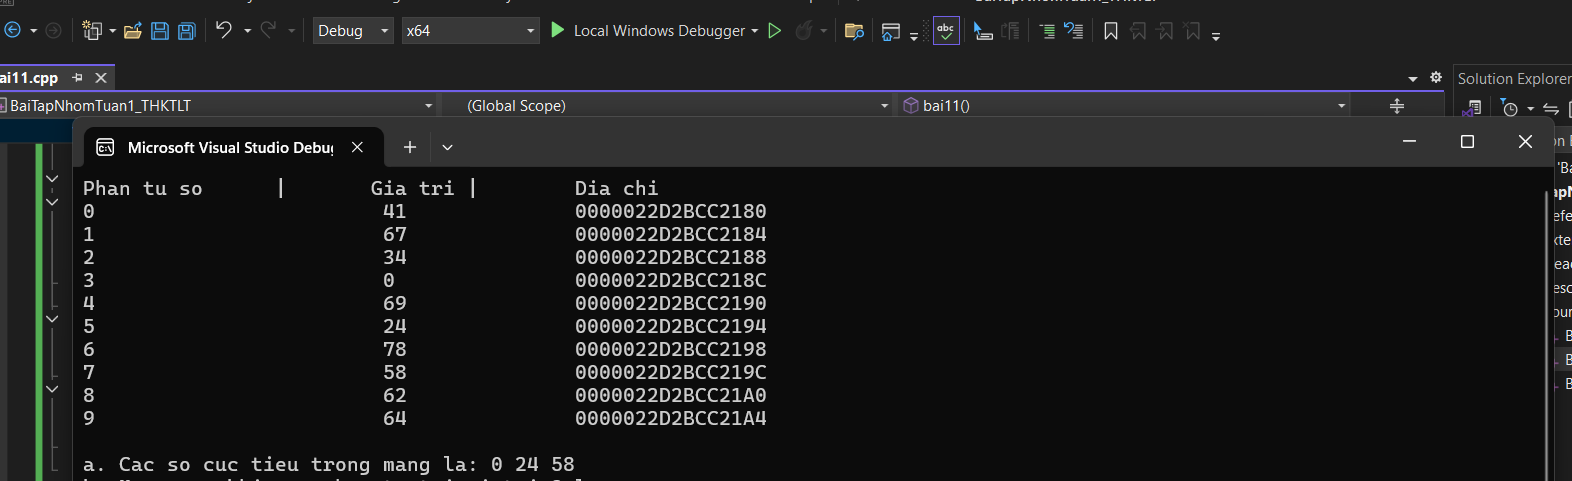 Debug
x64
Local Windows Debugger
abc
ai11.cpp
Solution Explorer
BaiTapNhomTuan1_THKTLT
(Global Scope)
bai11()
Microsoft Visual Studio Debu
Phan tu so | Gia tri | Dia chi
0 41 0000022D2BCC2180
1 67 0000022D2BCC2184
2 34 0000022D2BCC2188
3 0 0000022D2BCC218C
4 69 0000022D2BCC2190
5 24 0000022D2BCC2194
6 78 0000022D2BCC2198
7 58 0000022D2BCC219C
8 62 0000022D2BCC21A0
9 64 0000022D2BCC21A4
a. Cac so cuc tieu trong mang la: 0 24 58